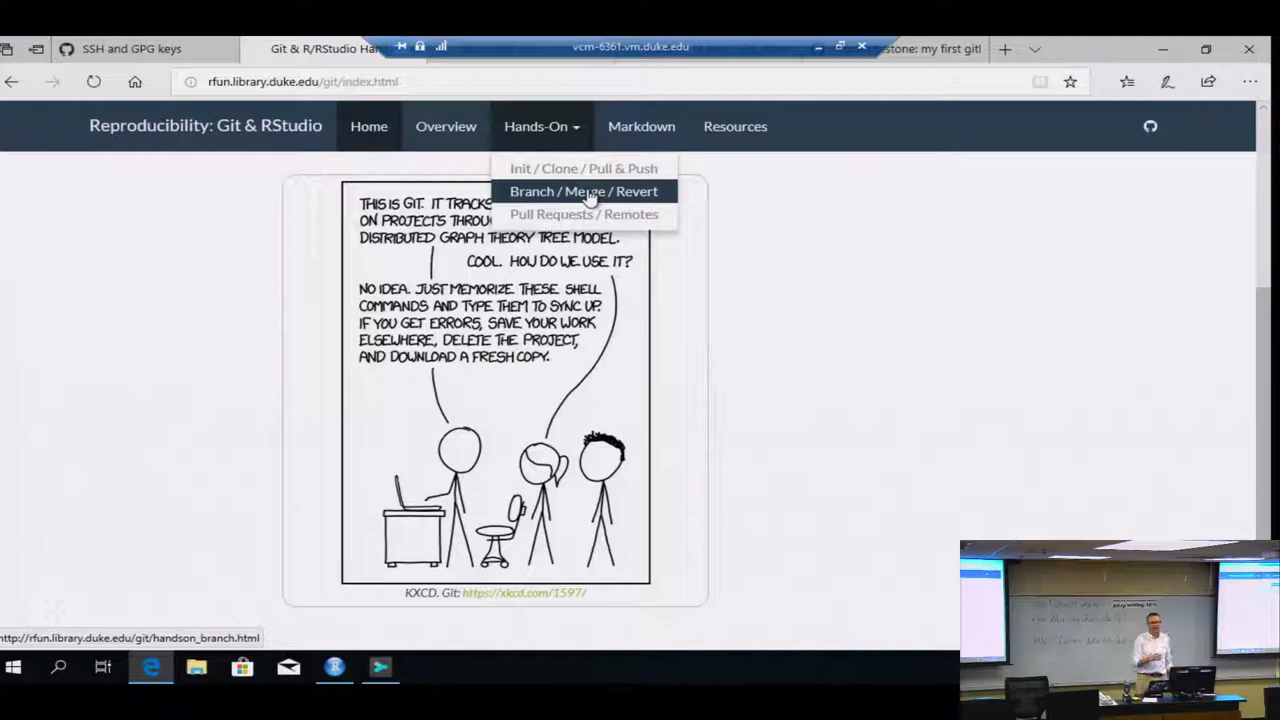 vcm-6361.vm.duke.edu
SSH and GPG keys
Git & R/RStudio Han
stone: my first git!
rfun.library.duke.edu/git/index.html
Reproducibility: Git & RStudio
Home
Overview
Hands-On
Markdown
Resources
Init / Clone / Pull & Push
Branch / Merge / Revert
Pull Requests / Remotes
THIS IS GIT. IT TRACKS
ON PROJECTS THROU
DISTRIBUTED GRAPH THEORY TREE MODEL.
COOL. HOW DO WE USE IT?
NO IDEA. JUST MEMORIZE THESE SHELL
COMMANDS AND TYPE THEM TO SYNC UP.
IF YOU GET ERRORS, SAVE YOUR WORK
ELSEWHERE, DELETE THE PROJECT,
AND DOWNLOAD A FRESH COPY.
KXCD. Git: https://xkcd.com/1597/
http://rfun.library.duke.edu/git/handson_branch.html